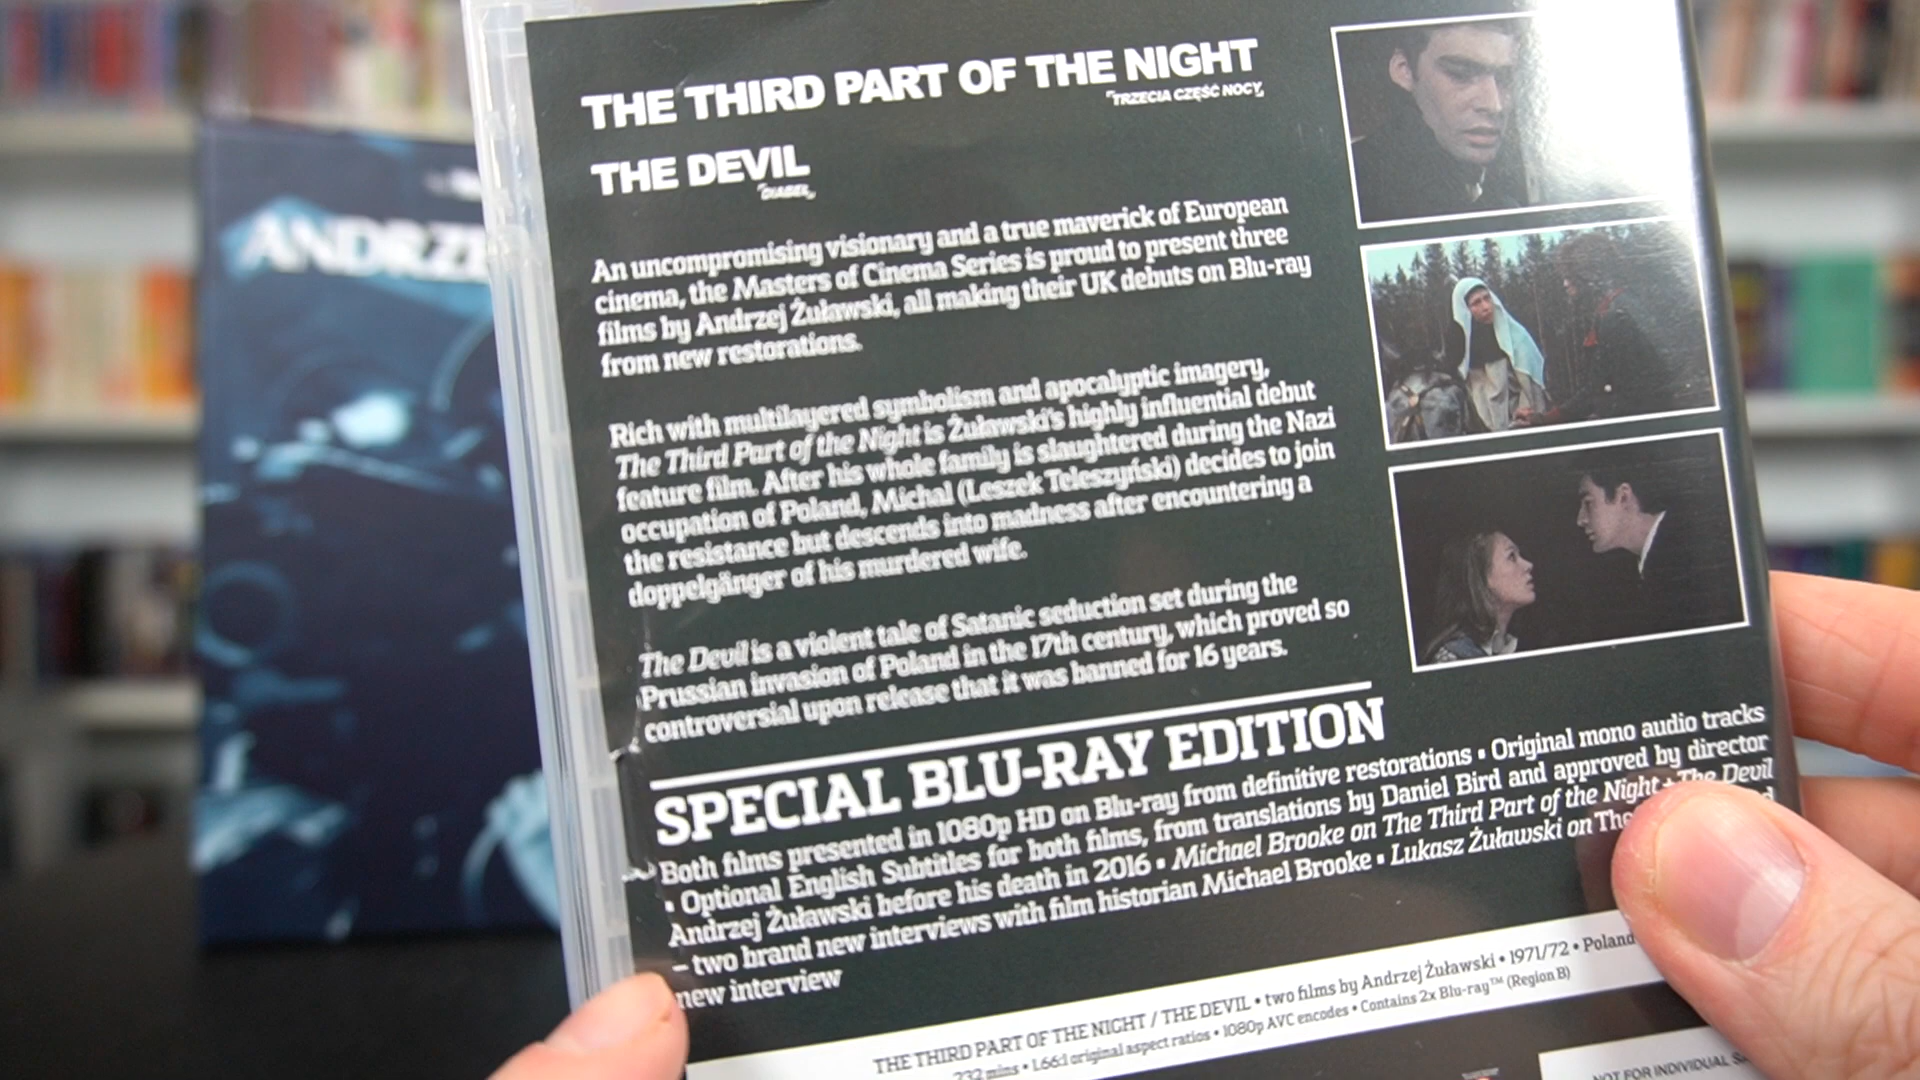 THE THIRD PART OF THE NIGHT
"TRZECIA CZĘŚĆ NOCY"
THE DEVIL
"DIABEŁ"
ANDRZE
An uncompromising visionary and a true maverick of European
cinema, the Masters of Cinema Series is proud to present three
films by Andrzej Żuławski, all making their UK debuts on Blu-ray
from new restorations.
Rich with multilayered symbolism and apocalyptic imagery,
The Third Part of the Night is Żuławski's highly influential debut
feature film. After his whole family is slaughtered during the Nazi
occupation of Poland, Michal (Leszek Teleszyński) decides to join
the resistance but descends into madness after encountering a
doppelgänger of his murdered wife.
The Devil is a violent tale of Satanic seduction set during the
Prussian invasion of Poland in the 17th century, which proved so
controversial upon release that it was banned for 16 years.
SPECIAL BLU-RAY EDITION
Both films presented in 1080p HD on Blu-ray from definitive restorations ▪ Original mono audio tracks
▪ Optional English Subtitles for both films, from translations by Daniel Bird and approved by director
Andrzej Żuławski before his death in 2016 ▪ Michael Brooke on The Third Part of the Night + The Devil
– two brand new interviews with film historian Michael Brooke ▪ Lukasz Żuławski on The
new interview
THE THIRD PART OF THE NIGHT / THE DEVIL • two films by Andrzej Żuławski • 1971/72 • Poland
232 mins • 1.66:1 original aspect ratios • 1080p AVC encodes • Contains 2x Blu-ray™ (Region B)
NOT FOR INDIVIDUAL SA